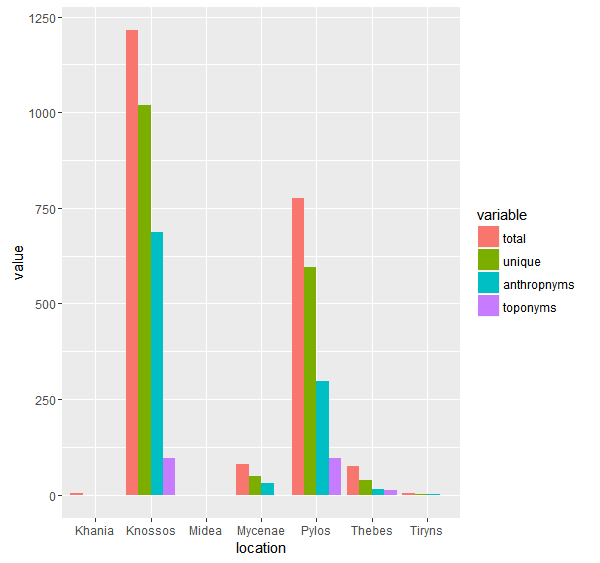 1250
1000
750
500
250
0
value
Khania Knossos Midea Mycenae Pylos Thebes Tiryns
location
variable
total
unique
anthropnyms
toponyms